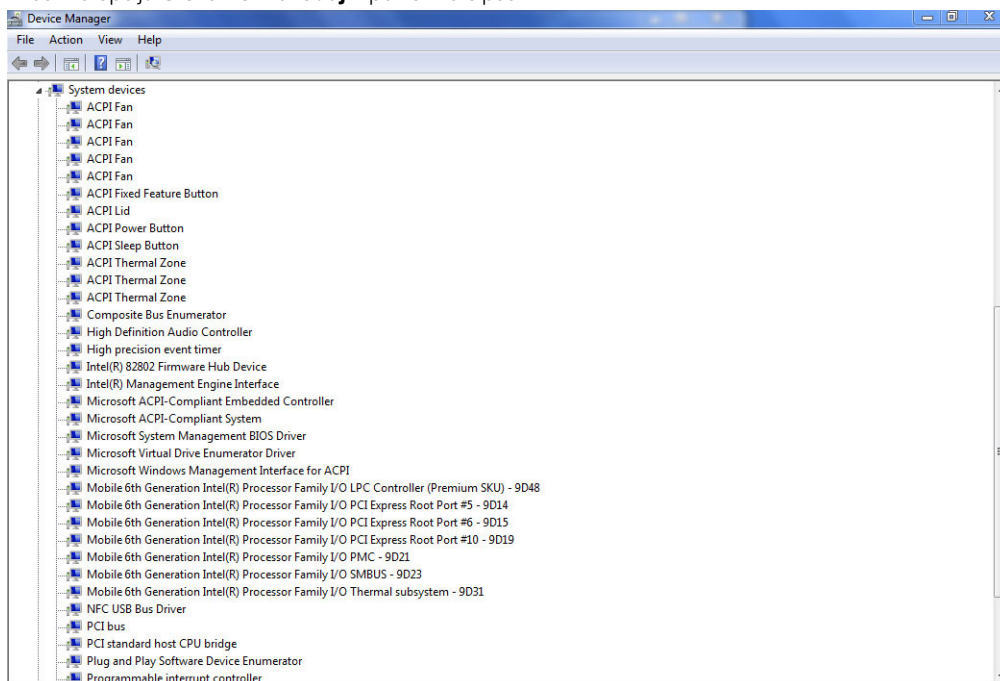 Device Manager
File Action View Help
System devices
ACPI Fan
ACPI Fan
ACPI Fan
ACPI Fan
ACPI Fan
ACPI Fixed Feature Button
ACPI Lid
ACPI Power Button
ACPI Sleep Button
ACPI Thermal Zone
ACPI Thermal Zone
ACPI Thermal Zone
Composite Bus Enumerator
High Definition Audio Controller
High precision event timer
Intel(R) 82802 Firmware Hub Device
Intel(R) Management Engine Interface
Microsoft ACPI-Compliant Embedded Controller
Microsoft ACPI-Compliant System
Microsoft System Management BIOS Driver
Microsoft Virtual Drive Enumerator Driver
Microsoft Windows Management Interface for ACPI
Mobile 6th Generation Intel(R) Processor Family I/O LPC Controller (Premium SKU) - 9D48
Mobile 6th Generation Intel(R) Processor Family I/O PCI Express Root Port #5 - 9D14
Mobile 6th Generation Intel(R) Processor Family I/O PCI Express Root Port #6 - 9D15
Mobile 6th Generation Intel(R) Processor Family I/O PCI Express Root Port #10 - 9D19
Mobile 6th Generation Intel(R) Processor Family I/O PMC - 9D21
Mobile 6th Generation Intel(R) Processor Family I/O SMBUS - 9D23
Mobile 6th Generation Intel(R) Processor Family I/O Thermal subsystem - 9D31
NFC USB Bus Driver
PCI bus
PCI standard host CPU bridge
Plug and Play Software Device Enumerator
Programmable interrupt controller